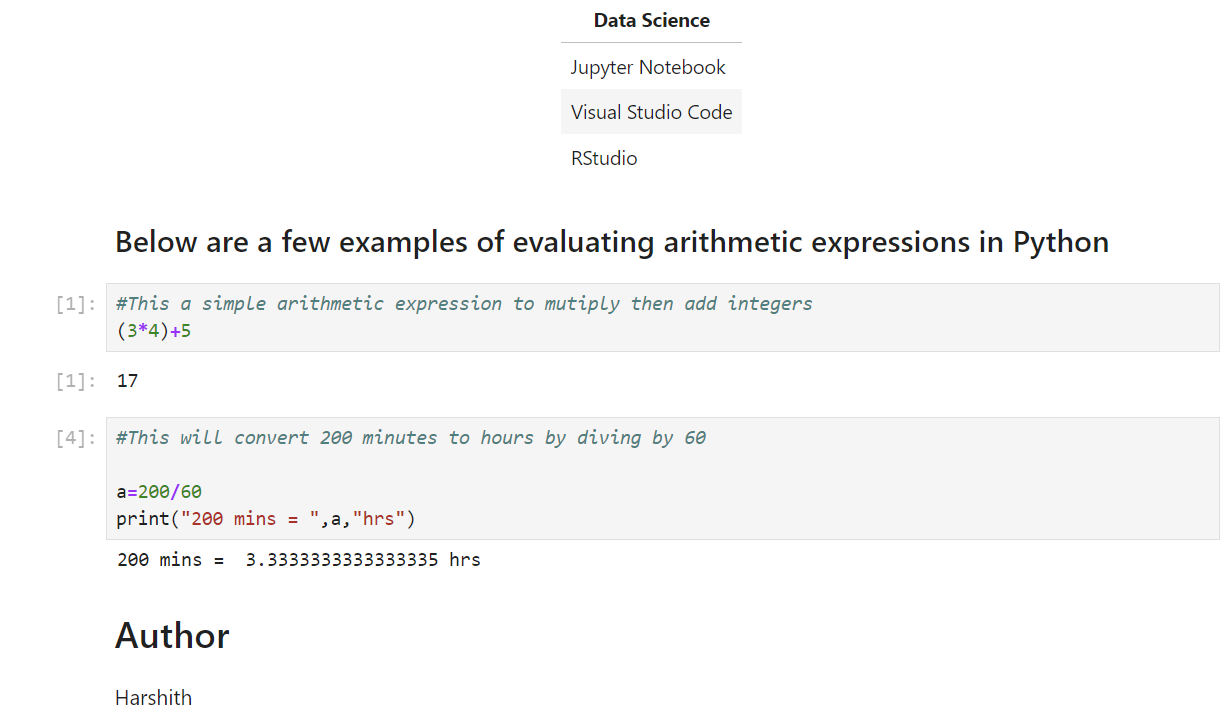 Data Science
Jupyter Notebook
Visual Studio Code
RStudio
Below are a few examples of evaluating arithmetic expressions in Python
[1]: #This a simple arithmetic expression to mutiply then add integers
(3*4)+5
[1]: 17
[4]: #This will convert 200 minutes to hours by diving by 60
a=200/60
print("200 mins = ",a,"hrs")
200 mins =  3.3333333333333335 hrs
Author
Harshith